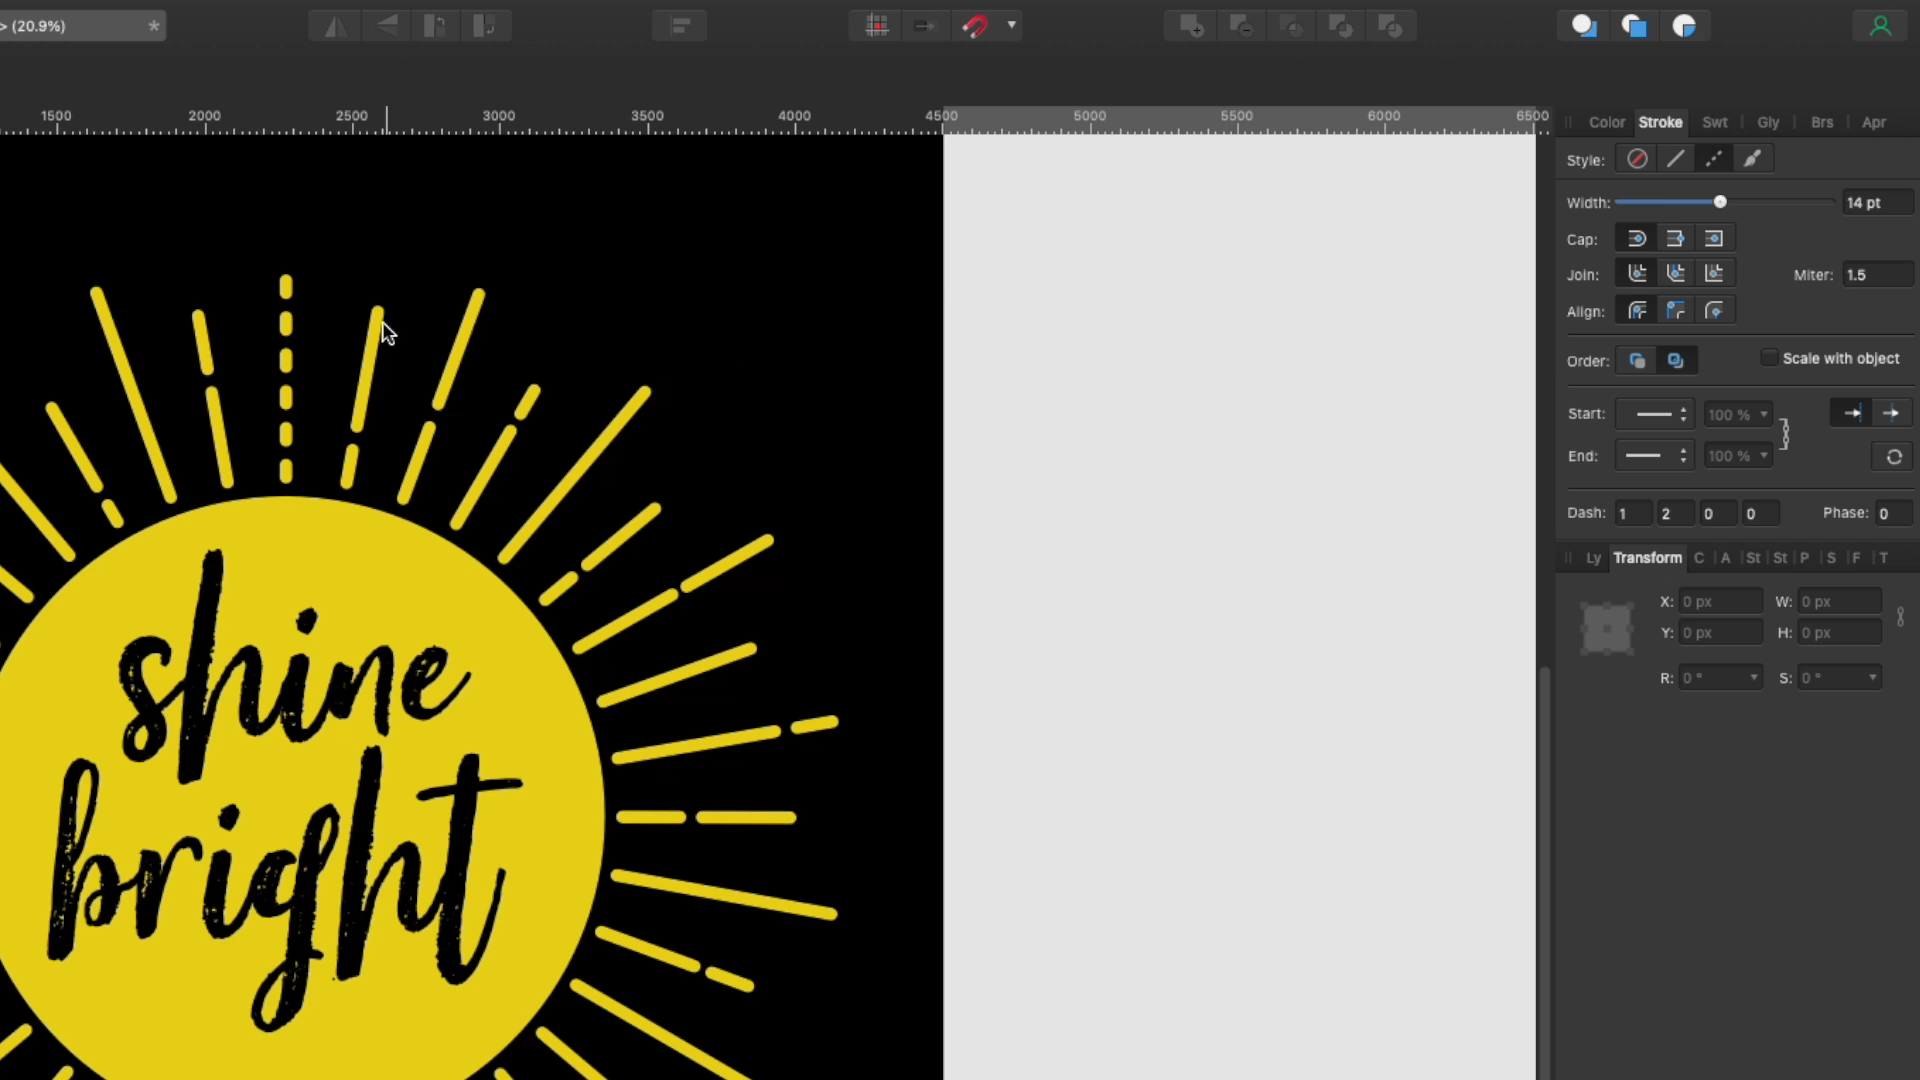 > (20.9%) *
1500 2000 2500 3000 3500 4000 4500 5000 5500 6000 6500
Color Stroke Swt Gly Brs Apr
Style:
Width: 14 pt
Cap:
Join: Miter: 1.5
Align:
Order: Scale with object
Start: 100 %
End: 100 %
Dash: 1 2 0 0 Phase: 0
Ly Transform C A St St P S F T
X: 0 px W: 0 px
Y: 0 px H: 0 px
R: 0 ° S: 0 °
shine
bright